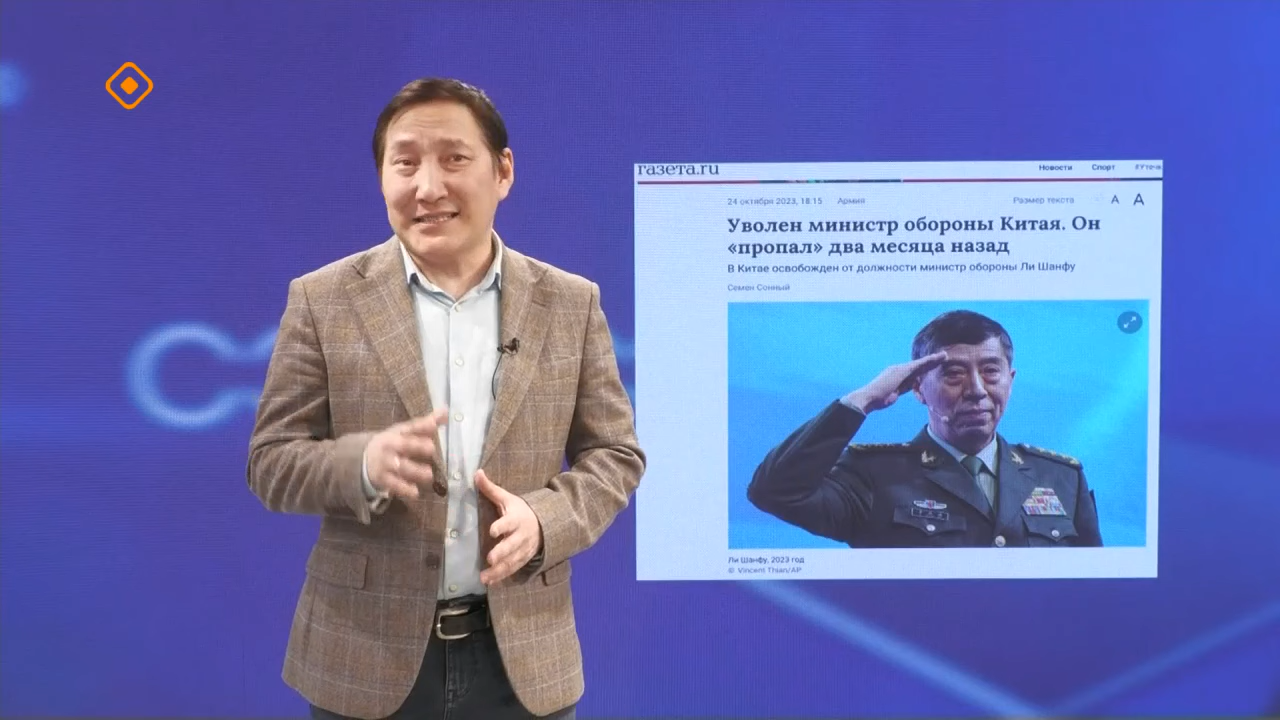 газета.ru
Новости Спорт
24 октября 2023, 18:15 Армия Размер текста А А
Уволен министр обороны Китая. Он
«пропал» два месяца назад
В Китае освобожден от должности министр обороны Ли Шанфу
Семен Сонный
Ли Шанфу, 2023 год
© Vincent Thian/AP